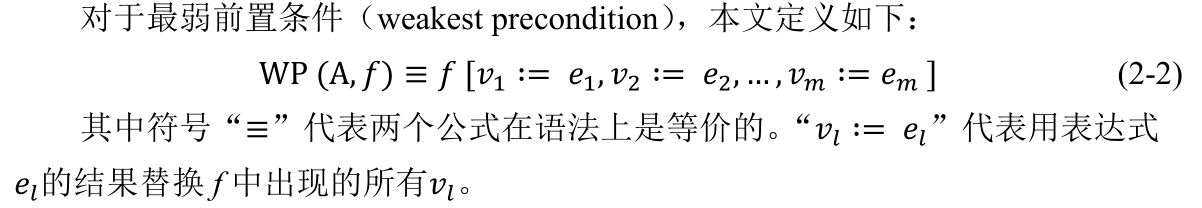 对于最弱前置条件（weakest precondition），本文定义如下：
WP (A, f) ≡ f [v₁ := e₁, v₂ := e₂, … , vₘ := eₘ ] (2-2)
其中符号“≡”代表两个公式在语法上是等价的。“vₗ := eₗ”代表用表达式
eₗ的结果替换 f 中出现的所有vₗ。